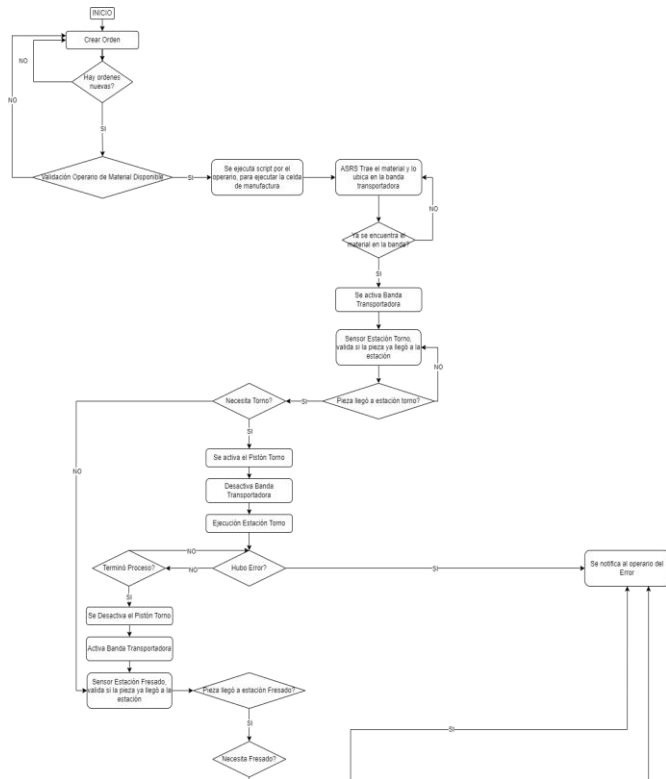 INICIO
Crear Orden
NO
Hay ordenes
nuevas?
NO
SI
Validación Operario de Material Disponible
SI
Se ejecuta script por el
operario, para ejecutar la celda
de manufactura
ASRS Trae el material y lo
ubica en la banda
transportadora
NO
Ya se encuentra el
material en la banda?
SI
Se activa Banda
Transportadora
Sensor Estación Torno,
valida si la pieza ya llegó a la
estación
NO
Necesita Torno?
SI
Pieza llegó a estación torno?
SI
Se activa el Pistón Torno
NO
Desactiva Banda
Transportadora
Ejecución Estación Torno
NO
Terminó Proceso?
NO
Hubo Error?
SI
Se notifica al operario del
Error
SI
Se Desactiva el Pistón Torno
Activa Banda Transportadora
Sensor Estación Fresado,
valida si la pieza ya llegó a la
estación
Pieza llegó a estación Fresado?
SI
SI
Necesita Fresado?